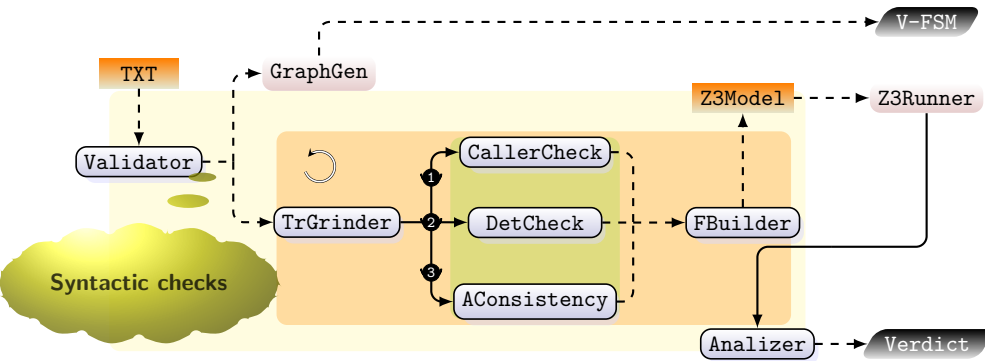 V-FSM
TXT
GraphGen
Z3Model
Z3Runner
Validator
CallerCheck
1
TrGrinder
2
DetCheck
FBuilder
3
Syntactic checks
AConsistency
Analizer
Verdict